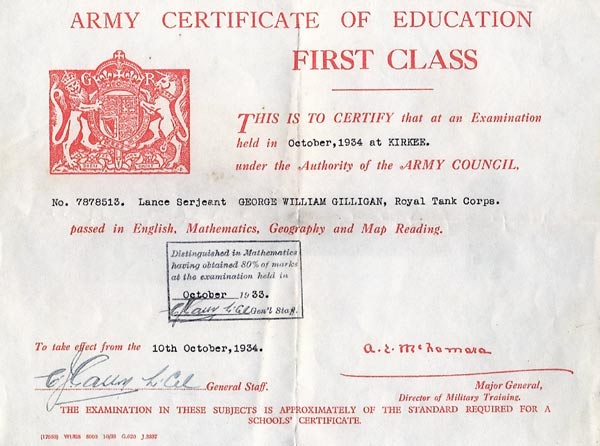 ARMY CERTIFICATE OF EDUCATION
FIRST CLASS
G R
THIS IS TO CERTIFY that at an Examination
held in October,1934 at KIRKEE.
under the Authority of the ARMY COUNCIL,
No. 7878513. Lance Serjeant GEORGE WILLIAM GILLIGAN, Royal Tank Corps.
passed in English, Mathematics, Geography and Map Reading.
Distinguished in Mathematics
having obtained 80% of marks
at the examination held in
October 1933.
Lt Col Gen'l Staff.
To take effect from the 10th October,1934.
Lt Col General Staff.
Major General,
Director of Military Training.
THE EXAMINATION IN THESE SUBJECTS IS APPROXIMATELY OF THE STANDARD REQUIRED FOR A
SCHOOLS' CERTIFICATE.